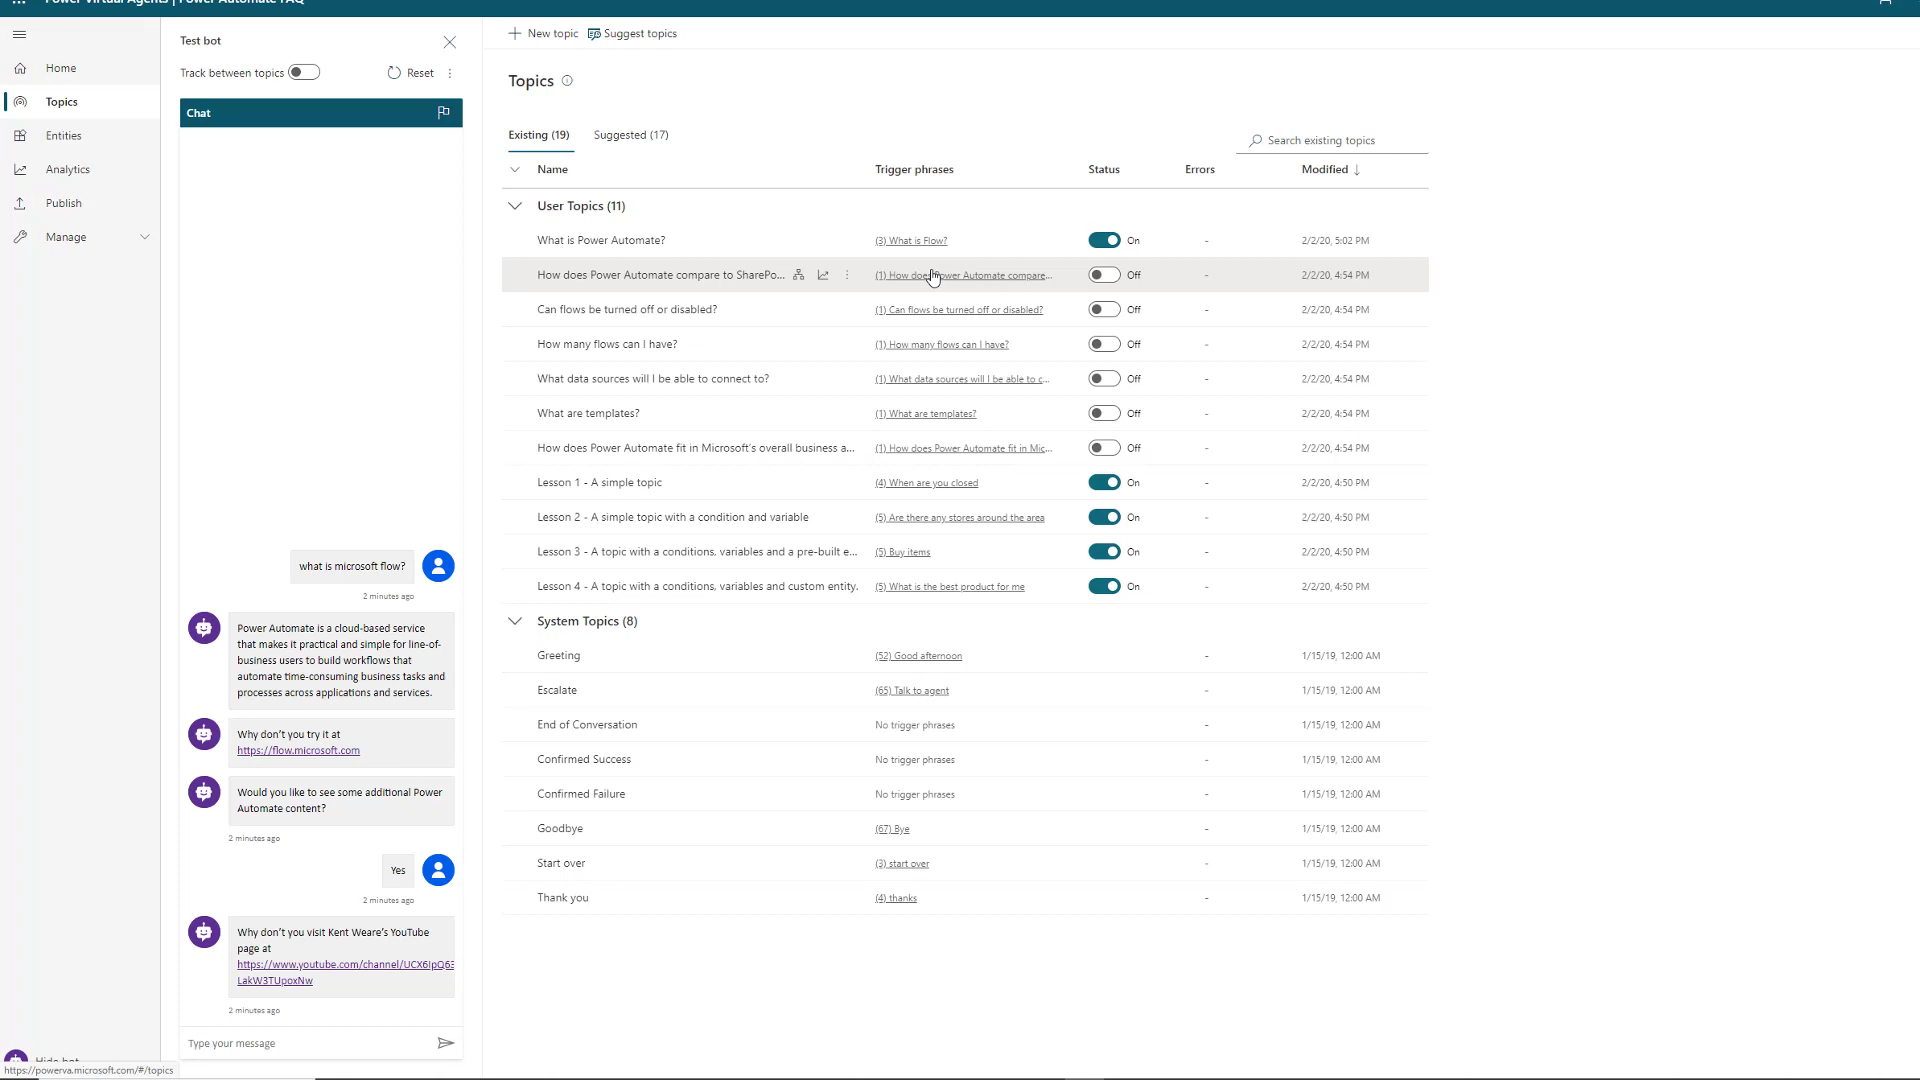 Power Virtual Agents | Power Automate FAQ
Home
Topics
Entities
Analytics
Publish
Manage
Test bot
Track between topics
Reset
Chat
what is microsoft flow?
2 minutes ago
Power Automate is a cloud-based service
that makes it practical and simple for line-of-
business users to build workflows that
automate time-consuming business tasks and
processes across applications and services.
Why don't you try it at
https://flow.microsoft.com
Would you like to see some additional Power
Automate content?
2 minutes ago
Yes
2 minutes ago
Why don't you visit Kent Weare's YouTube
page at
https://www.youtube.com/channel/UCX6IpQ63
LakW3TUpoxNw
2 minutes ago
Type your message
Hide bot
https://powerva.microsoft.com/#/topics
New topic Suggest topics
Topics
Existing (19) Suggested (17)
Search existing topics
Name Trigger phrases Status Errors Modified ↓
User Topics (11)
What is Power Automate? (3) What is Flow? On - 2/2/20, 5:02 PM
How does Power Automate compare to SharePo... (1) How does Power Automate compare... Off - 2/2/20, 4:54 PM
Can flows be turned off or disabled? (1) Can flows be turned off or disabled? Off - 2/2/20, 4:54 PM
How many flows can I have? (1) How many flows can I have? Off - 2/2/20, 4:54 PM
What data sources will I be able to connect to? (1) What data sources will I be able to c... Off - 2/2/20, 4:54 PM
What are templates? (1) What are templates? Off - 2/2/20, 4:54 PM
How does Power Automate fit in Microsoft's overall business a... (1) How does Power Automate fit in Mic... Off - 2/2/20, 4:54 PM
Lesson 1 - A simple topic (4) When are you closed On - 2/2/20, 4:50 PM
Lesson 2 - A simple topic with a condition and variable (5) Are there any stores around the area On - 2/2/20, 4:50 PM
Lesson 3 - A topic with a conditions, variables and a pre-built e... (5) Buy items On - 2/2/20, 4:50 PM
Lesson 4 - A topic with a conditions, variables and custom entity. (5) What is the best product for me On - 2/2/20, 4:50 PM
System Topics (8)
Greeting (52) Good afternoon - 1/15/19, 12:00 AM
Escalate (65) Talk to agent - 1/15/19, 12:00 AM
End of Conversation No trigger phrases - 1/15/19, 12:00 AM
Confirmed Success No trigger phrases - 1/15/19, 12:00 AM
Confirmed Failure No trigger phrases - 1/15/19, 12:00 AM
Goodbye (67) Bye - 1/15/19, 12:00 AM
Start over (3) start over - 1/15/19, 12:00 AM
Thank you (4) thanks - 1/15/19, 12:00 AM